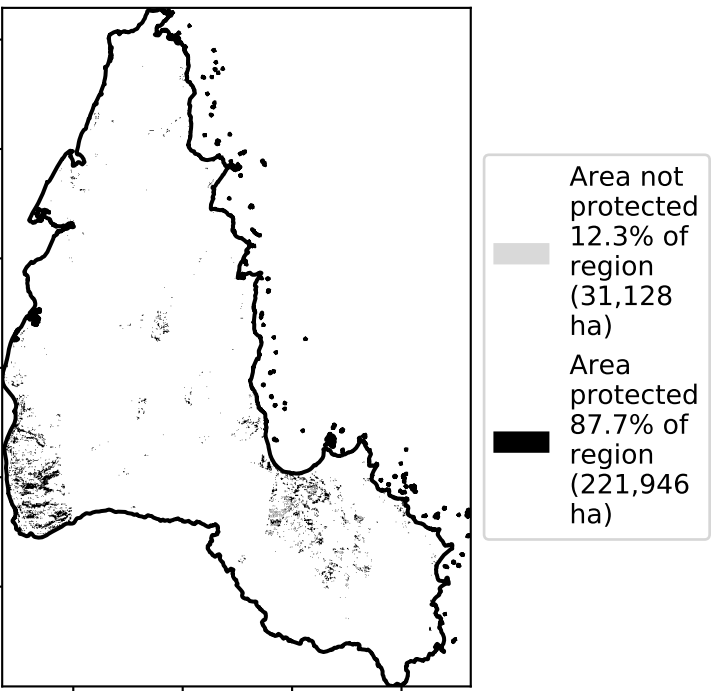 Area not
protected
12.3% of
region
(31,128
ha)
Area
protected
87.7% of
region
(221,946
ha)